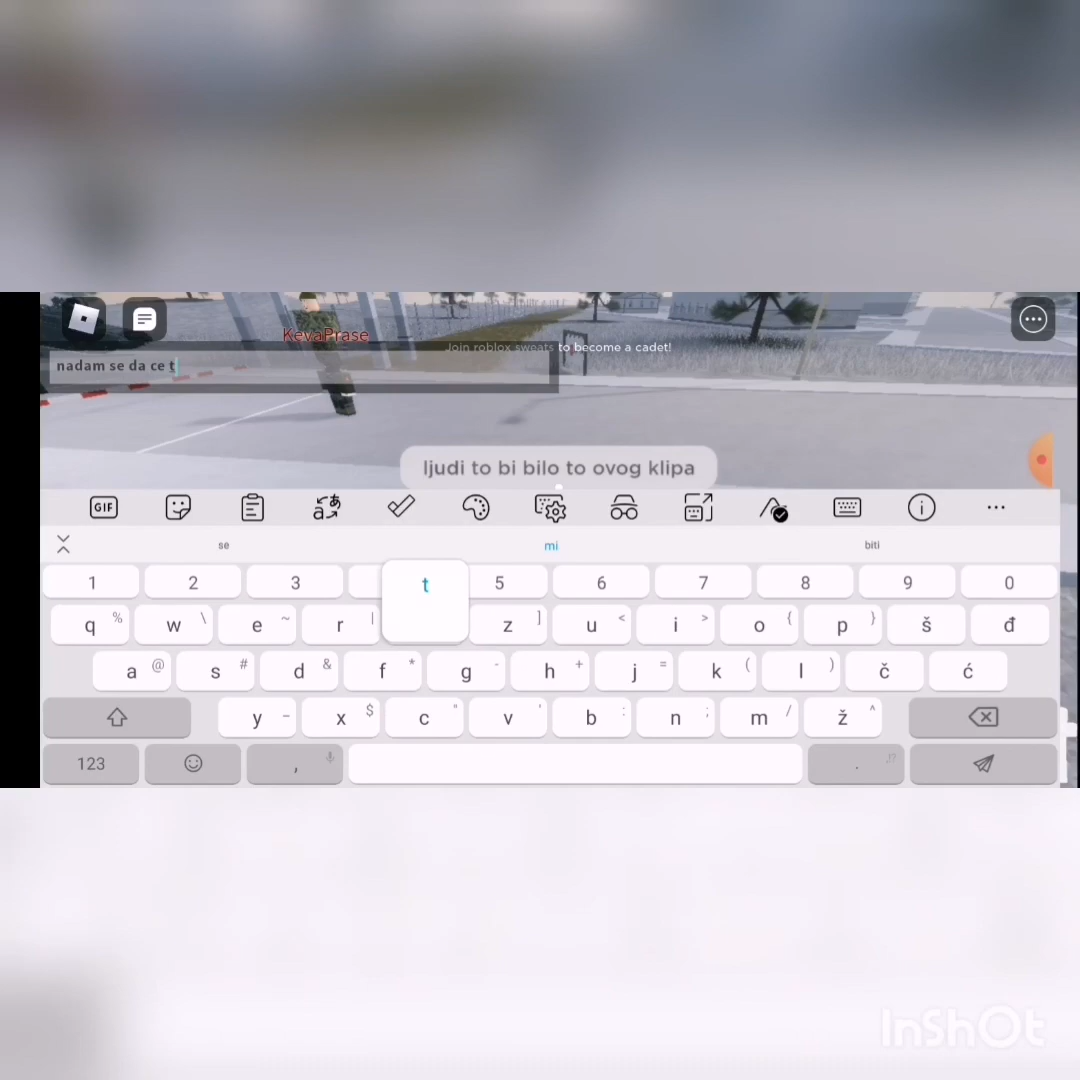 KevaPrase
Join roblox sweats to become a cadet!
nadam se da ce t
ljudi to bi bilo to ovog klipa
GIF
se mi biti
1 2 3 t 5 6 7 8 9 0
q % w \ e ~ r | z ] u < i > o { p } š đ
a @ s # d & f * g - h + j = k ( l ) č ć
y – x $ c " v ' b : n ; m / ž ^
123 , . ,!?
InShOt